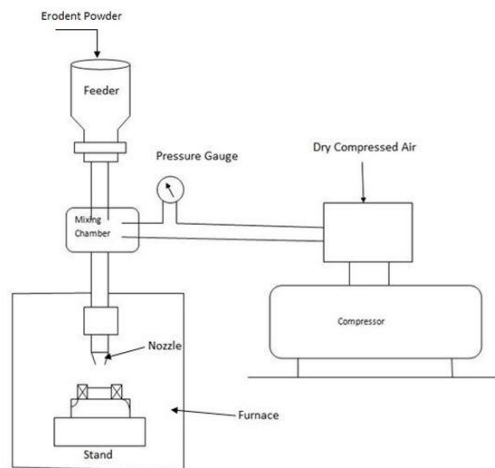 Erodent Powder
Feeder
Pressure Gauge
Dry Compressed Air
Mixing
Chamber
Compressor
Nozzle
Furnace
Stand